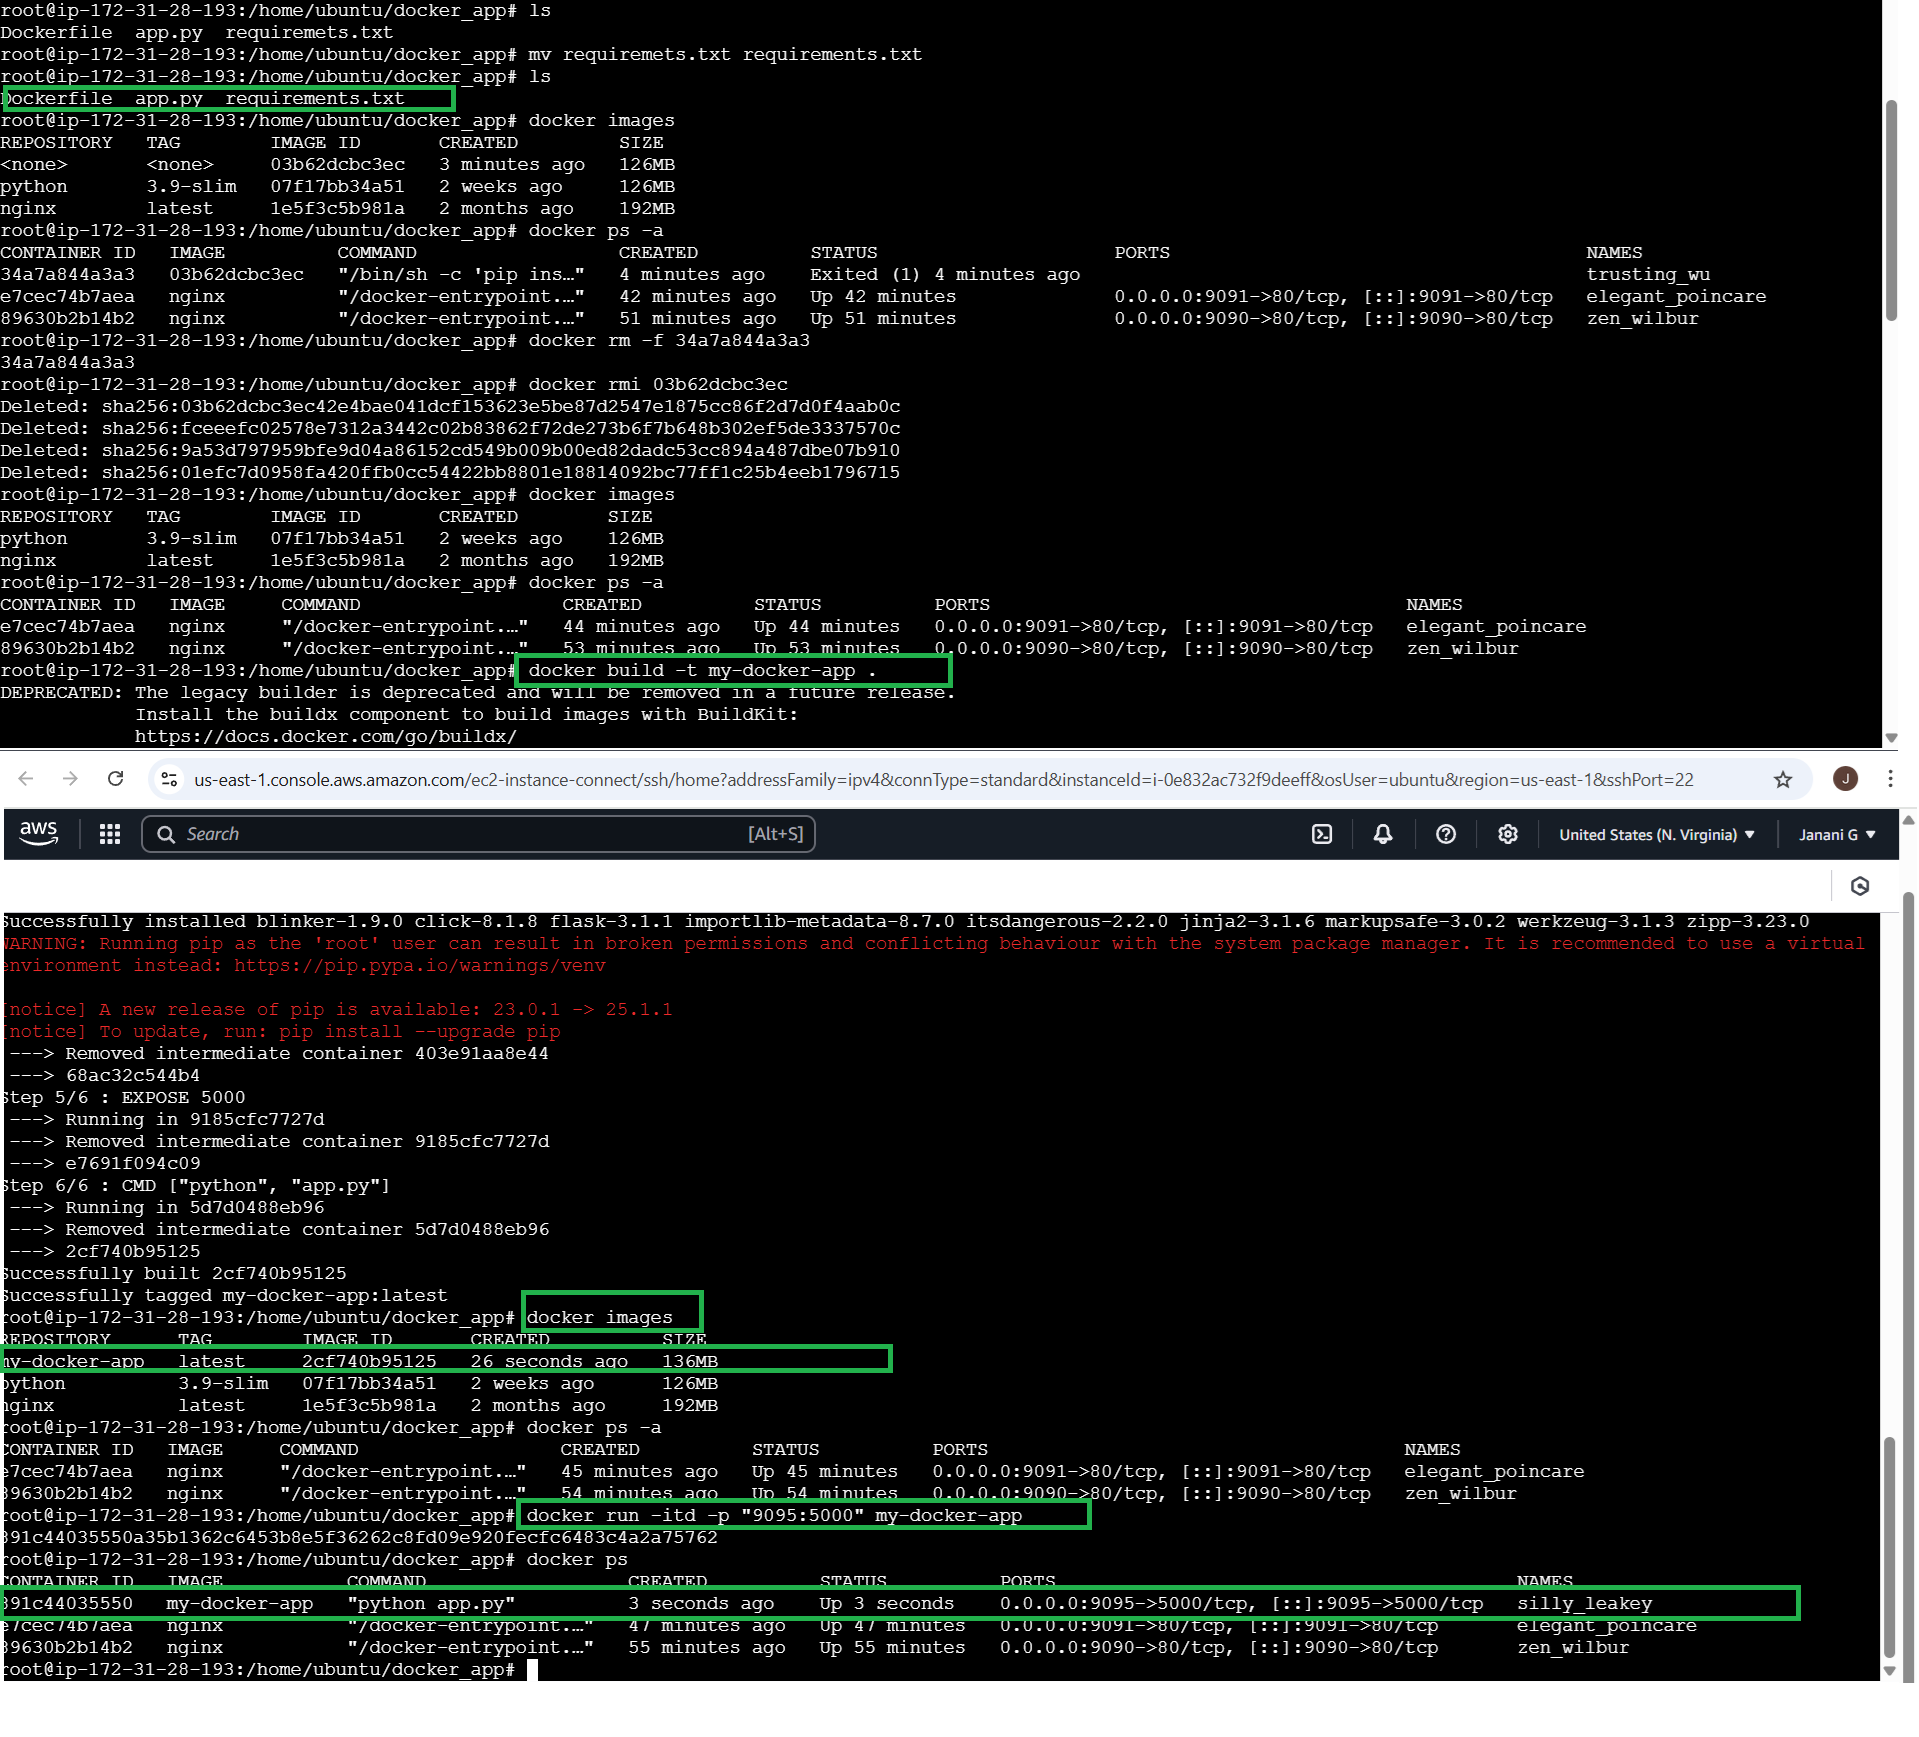 root@ip-172-31-28-193:/home/ubuntu/docker_app# ls
Dockerfile  app.py  requiremets.txt
root@ip-172-31-28-193:/home/ubuntu/docker_app# mv requiremets.txt requirements.txt
root@ip-172-31-28-193:/home/ubuntu/docker_app# ls
Dockerfile  app.py  requirements.txt
root@ip-172-31-28-193:/home/ubuntu/docker_app# docker images
REPOSITORY   TAG        IMAGE ID       CREATED         SIZE
<none>       <none>     03b62dcbc3ec   3 minutes ago   126MB
python       3.9-slim   07f17bb34a51   2 weeks ago     126MB
nginx        latest     1e5f3c5b981a   2 months ago    192MB
root@ip-172-31-28-193:/home/ubuntu/docker_app# docker ps -a
CONTAINER ID   IMAGE          COMMAND                  CREATED          STATUS                     PORTS                                     NAMES
34a7a844a3a3   03b62dcbc3ec   "/bin/sh -c 'pip ins…"   4 minutes ago    Exited (1) 4 minutes ago                                             trusting_wu
e7cec74b7aea   nginx          "/docker-entrypoint.…"   42 minutes ago   Up 42 minutes              0.0.0.0:9091->80/tcp, [::]:9091->80/tcp   elegant_poincare
89630b2b14b2   nginx          "/docker-entrypoint.…"   51 minutes ago   Up 51 minutes              0.0.0.0:9090->80/tcp, [::]:9090->80/tcp   zen_wilbur
root@ip-172-31-28-193:/home/ubuntu/docker_app# docker rm -f 34a7a844a3a3
34a7a844a3a3
root@ip-172-31-28-193:/home/ubuntu/docker_app# docker rmi 03b62dcbc3ec
Deleted: sha256:03b62dcbc3ec42e4bae041dcf153623e5be87d2547e1875cc86f2d7d0f4aab0c
Deleted: sha256:fceeefc02578e7312a3442c02b83862f72de273b6f7b648b302ef5de3337570c
Deleted: sha256:9a53d797959bfe9d04a86152cd549b009b00ed82dadc53cc894a487dbe07b910
Deleted: sha256:01efc7d0958fa420ffb0cc54422bb8801e18814092bc77ff1c25b4eeb1796715
root@ip-172-31-28-193:/home/ubuntu/docker_app# docker images
REPOSITORY   TAG        IMAGE ID       CREATED        SIZE
python       3.9-slim   07f17bb34a51   2 weeks ago    126MB
nginx        latest     1e5f3c5b981a   2 months ago   192MB
root@ip-172-31-28-193:/home/ubuntu/docker_app# docker ps -a
CONTAINER ID   IMAGE     COMMAND                  CREATED          STATUS          PORTS                                     NAMES
e7cec74b7aea   nginx     "/docker-entrypoint.…"   44 minutes ago   Up 44 minutes   0.0.0.0:9091->80/tcp, [::]:9091->80/tcp   elegant_poincare
89630b2b14b2   nginx     "/docker-entrypoint.…"   53 minutes ago   Up 53 minutes   0.0.0.0:9090->80/tcp, [::]:9090->80/tcp   zen_wilbur
root@ip-172-31-28-193:/home/ubuntu/docker_app# docker build -t my-docker-app .
DEPRECATED: The legacy builder is deprecated and will be removed in a future release.
            Install the buildx component to build images with BuildKit:
            https://docs.docker.com/go/buildx/
us-east-1.console.aws.amazon.com/ec2-instance-connect/ssh/home?addressFamily=ipv4&connType=standard&instanceId=i-0e832ac732f9deeff&osUser=ubuntu&region=us-east-1&sshPort=22
J
aws Search [Alt+S] United States (N. Virginia) Janani G
Successfully installed blinker-1.9.0 click-8.1.8 flask-3.1.1 importlib-metadata-8.7.0 itsdangerous-2.2.0 jinja2-3.1.6 markupsafe-3.0.2 werkzeug-3.1.3 zipp-3.23.0
WARNING: Running pip as the 'root' user can result in broken permissions and conflicting behaviour with the system package manager. It is recommended to use a virtual
environment instead: https://pip.pypa.io/warnings/venv
[notice] A new release of pip is available: 23.0.1 -> 25.1.1
[notice] To update, run: pip install --upgrade pip
 ---> Removed intermediate container 403e91aa8e44
 ---> 68ac32c544b4
Step 5/6 : EXPOSE 5000
 ---> Running in 9185cfc7727d
 ---> Removed intermediate container 9185cfc7727d
 ---> e7691f094c09
Step 6/6 : CMD ["python", "app.py"]
 ---> Running in 5d7d0488eb96
 ---> Removed intermediate container 5d7d0488eb96
 ---> 2cf740b95125
Successfully built 2cf740b95125
Successfully tagged my-docker-app:latest
root@ip-172-31-28-193:/home/ubuntu/docker_app# docker images
REPOSITORY      TAG        IMAGE ID       CREATED          SIZE
my-docker-app   latest     2cf740b95125   26 seconds ago   136MB
python          3.9-slim   07f17bb34a51   2 weeks ago      126MB
nginx           latest     1e5f3c5b981a   2 months ago     192MB
root@ip-172-31-28-193:/home/ubuntu/docker_app# docker ps -a
CONTAINER ID   IMAGE     COMMAND                  CREATED          STATUS          PORTS                                     NAMES
e7cec74b7aea   nginx     "/docker-entrypoint.…"   45 minutes ago   Up 45 minutes   0.0.0.0:9091->80/tcp, [::]:9091->80/tcp   elegant_poincare
89630b2b14b2   nginx     "/docker-entrypoint.…"   54 minutes ago   Up 54 minutes   0.0.0.0:9090->80/tcp, [::]:9090->80/tcp   zen_wilbur
root@ip-172-31-28-193:/home/ubuntu/docker_app# docker run -itd -p "9095:5000" my-docker-app
891c44035550a35b1362c6453b8e5f36262c8fd09e920fecfc6483c4a2a75762
root@ip-172-31-28-193:/home/ubuntu/docker_app# docker ps
CONTAINER ID   IMAGE           COMMAND                  CREATED          STATUS          PORTS                                         NAMES
891c44035550   my-docker-app   "python app.py"          3 seconds ago    Up 3 seconds    0.0.0.0:9095->5000/tcp, [::]:9095->5000/tcp   silly_leakey
e7cec74b7aea   nginx           "/docker-entrypoint.…"   47 minutes ago   Up 47 minutes   0.0.0.0:9091->80/tcp, [::]:9091->80/tcp       elegant_poincare
89630b2b14b2   nginx           "/docker-entrypoint.…"   55 minutes ago   Up 55 minutes   0.0.0.0:9090->80/tcp, [::]:9090->80/tcp       zen_wilbur
root@ip-172-31-28-193:/home/ubuntu/docker_app#